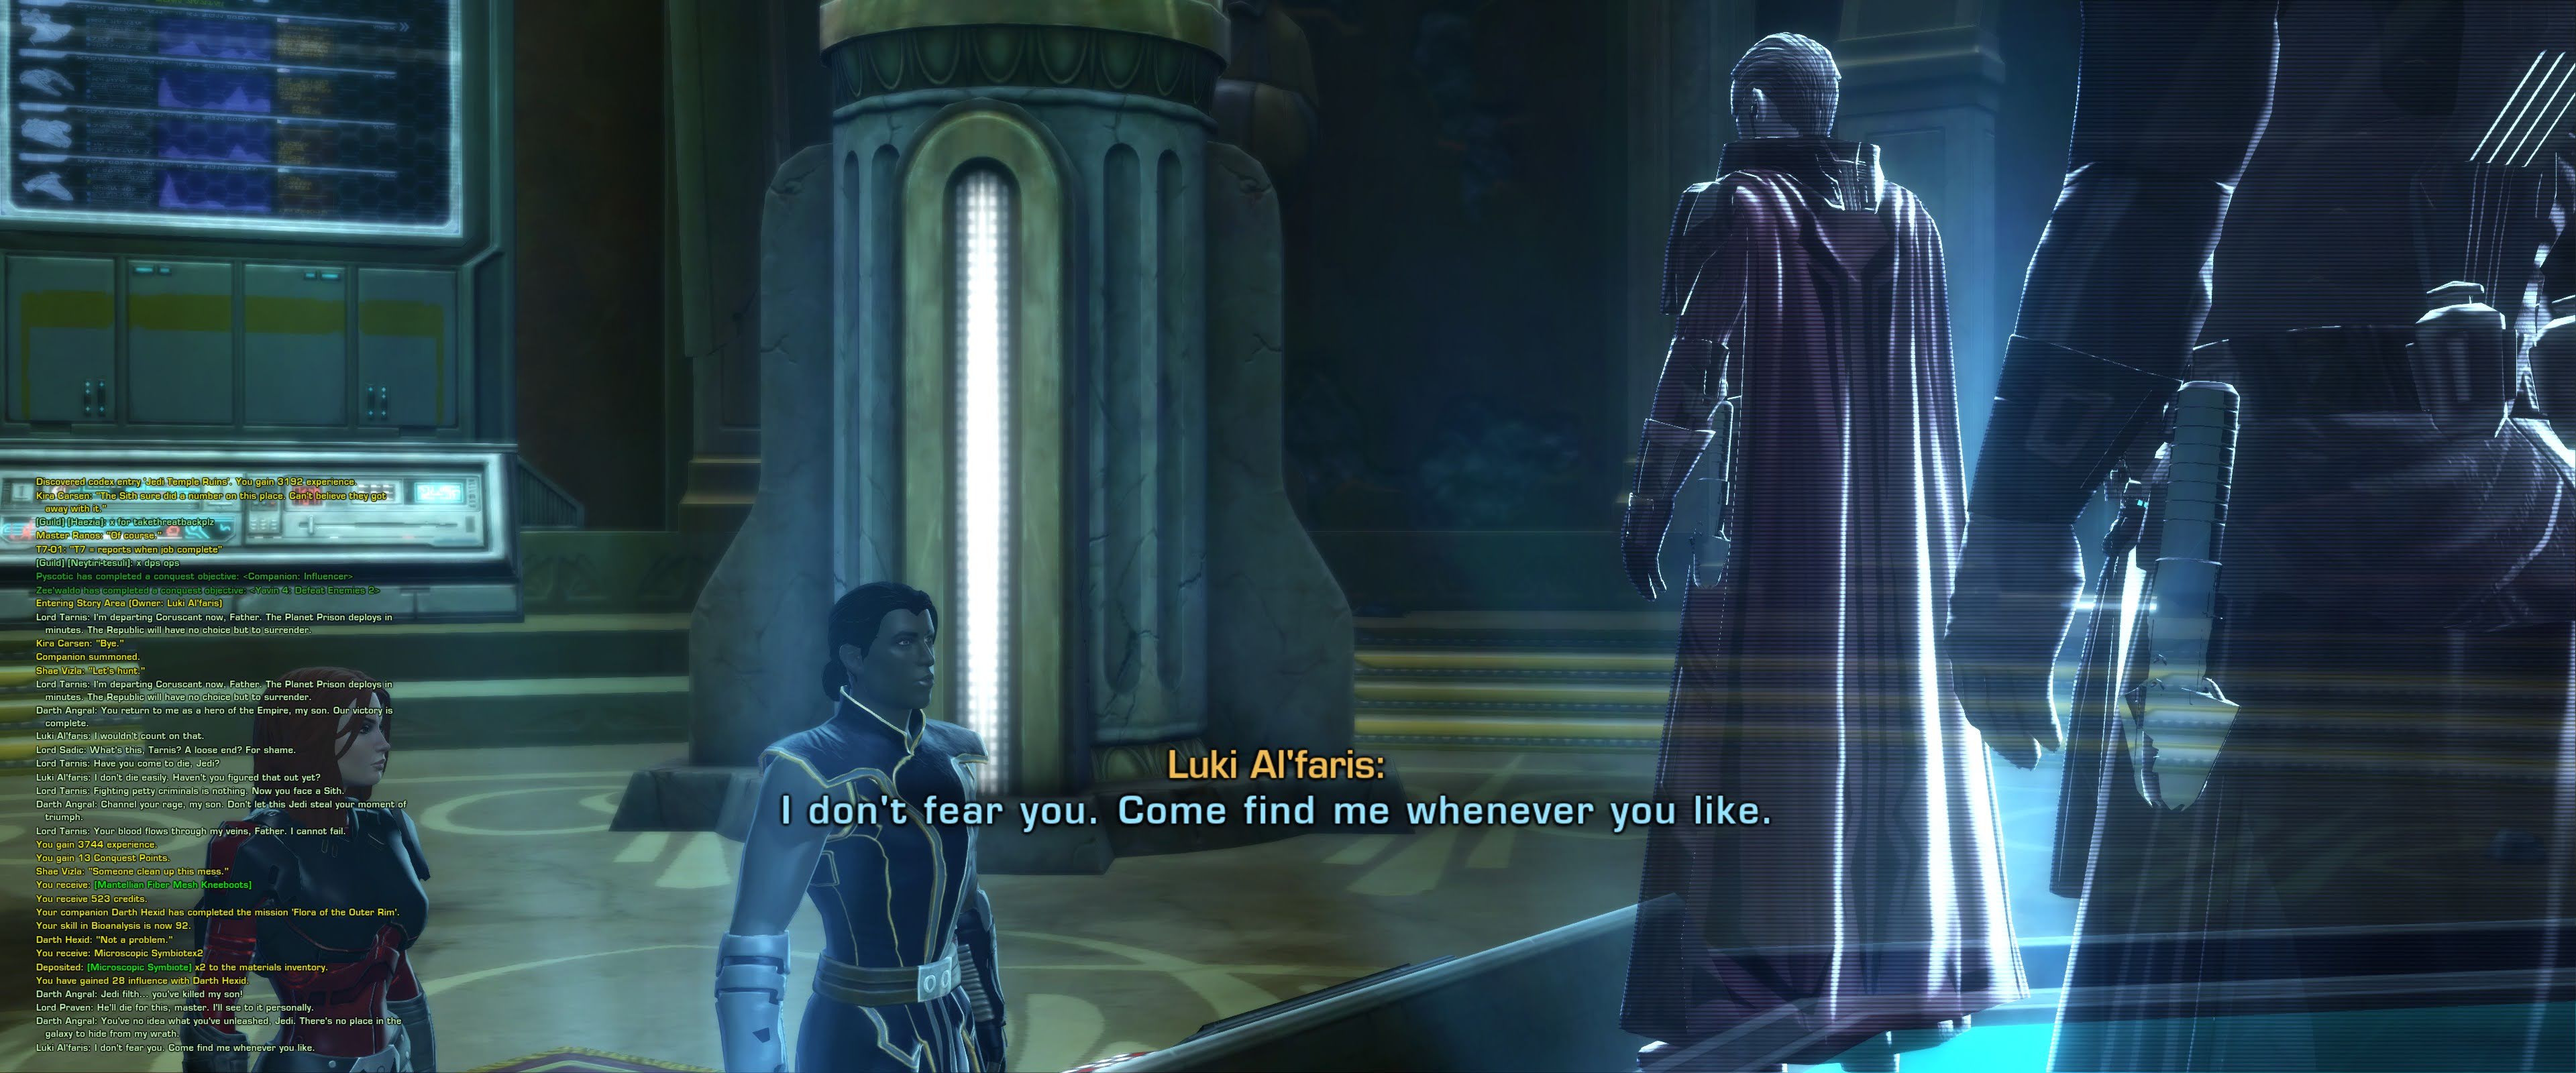 Discovered codex entry 'Jedi Temple Ruins'. You gain 3192 experience.
Kira Carsen: "The Sith sure did a number on this place. Can't believe they got
away with it."
[Guild] [Haezia]: x for takethreatbackplz
Master Ranos: "Of course!"
T7-01: "T7 = reports when job complete"
[Guild] [Neytiri-tesuli]: x dps ops
Pyscotic has completed a conquest objective: <Companion: Influencer>
Zee'waldo has completed a conquest objective: <Yavin 4: Defeat Enemies 2>
Entering Story Area (Owner: Luki Al'faris)
Lord Tarnis: I'm departing Coruscant now, Father. The Planet Prison deploys in
minutes. The Republic will have no choice but to surrender.
Kira Carsen: "Bye."
Companion summoned.
Shae Vizla: "Let's hunt."
Lord Tarnis: I'm departing Coruscant now, Father. The Planet Prison deploys in
minutes. The Republic will have no choice but to surrender.
Darth Angral: You return to me as a hero of the Empire, my son. Our victory is
complete.
Luki Al'faris: I wouldn't count on that.
Lord Sadic: What's this, Tarnis? A loose end? For shame.
Lord Tarnis: Have you come to die, Jedi?
Luki Al'faris: I don't die easily. Haven't you figured that out yet?
Lord Tarnis: Fighting petty criminals is nothing. Now you face a Sith.
Darth Angral: Channel your rage, my son. Don't let this Jedi steal your moment of
triumph.
Lord Tarnis: Your blood flows through my veins, Father. I cannot fail.
You gain 3744 experience.
You gain 13 Conquest Points.
Shae Vizla: "Someone clean up this mess."
You receive: [Mantellian Fiber Mesh Kneeboots]
You receive 523 credits.
Your companion Darth Hexid has completed the mission 'Flora of the Outer Rim'.
Your skill in Bioanalysis is now 92.
Darth Hexid: "Not a problem."
You receive: Microscopic Symbiotex2
Deposited: [Microscopic Symbiote] x2 to the materials inventory.
You have gained 28 influence with Darth Hexid.
Darth Angral: Jedi filth... you've killed my son!
Lord Praven: He'll die for this, master. I'll see to it personally.
Darth Angral: You've no idea what you've unleashed, Jedi. There's no place in the
galaxy to hide from my wrath.
Luki Al'faris: I don't fear you. Come find me whenever you like.
Luki Al'faris:
I don't fear you. Come find me whenever you like.